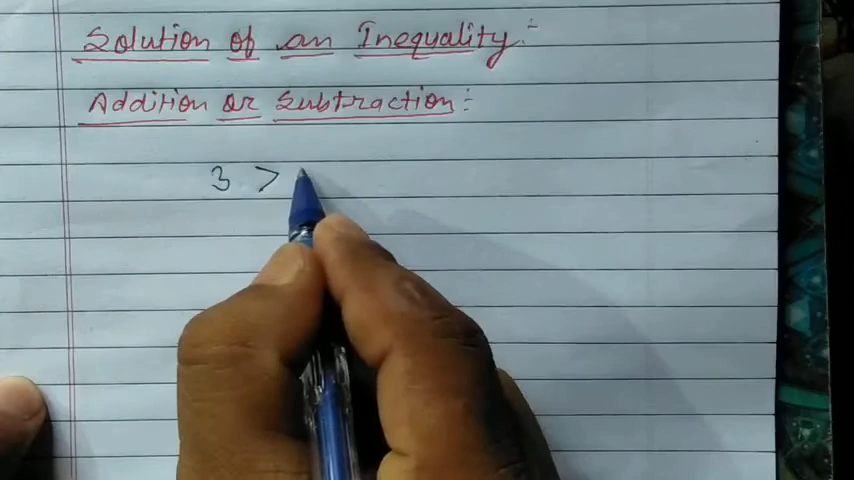 Solution of an Inequality:-
Addition or Subtraction:-
3 >